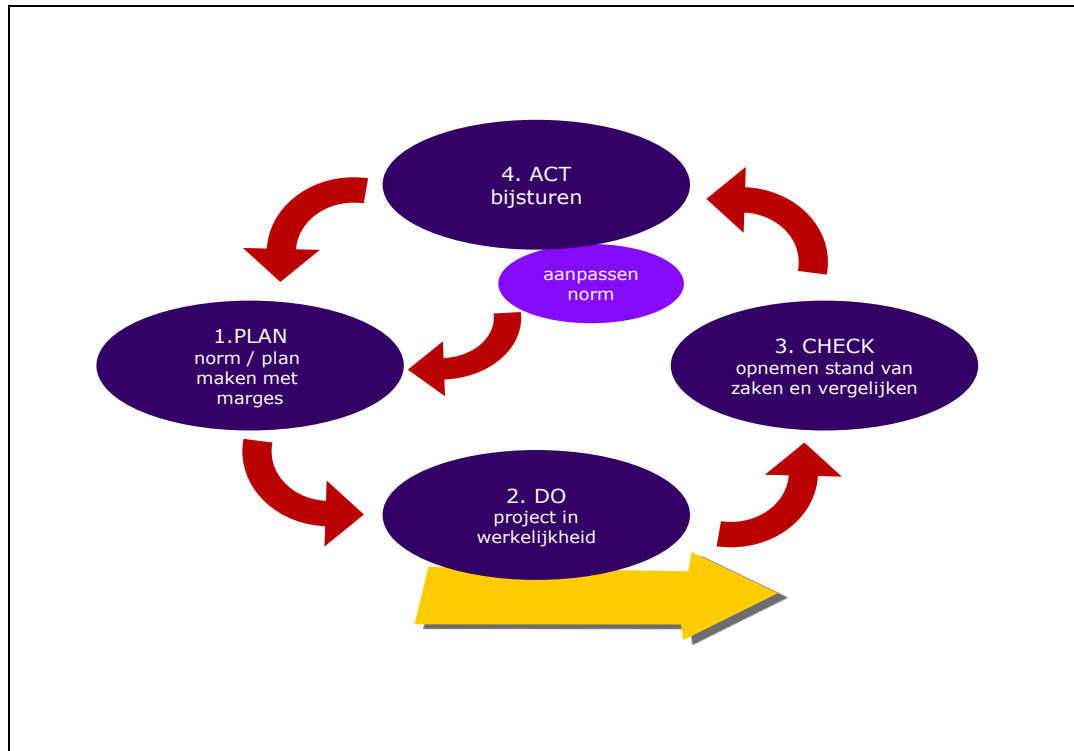 4. ACT
bijsturen
aanpassen
norm
1.PLAN
norm / plan
maken met
marges
3. CHECK
opnemen stand van
zaken en vergelijken
2. DO
project in
werkelijkheid